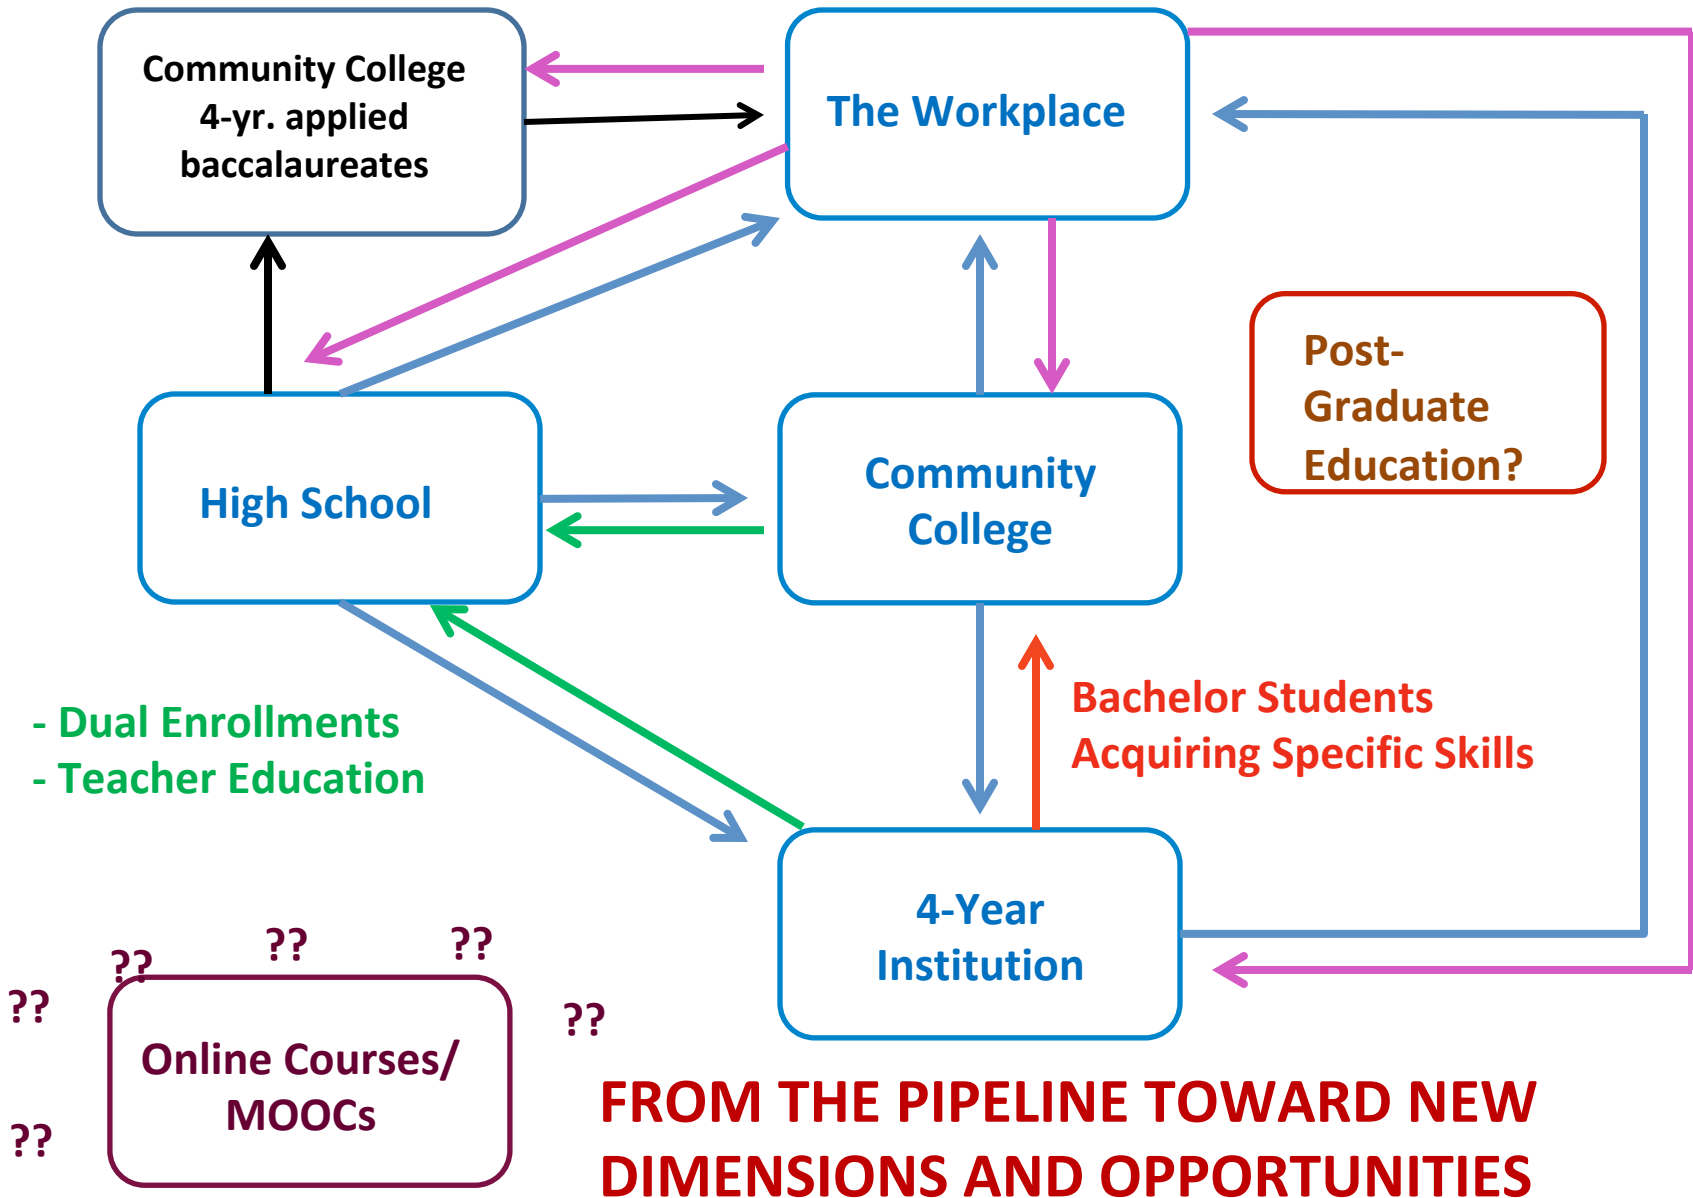 Community College
4-yr. applied
baccalaureates
The Workplace
Post-
Graduate
Education?
High School
Community
College
- Dual Enrollments
- Teacher Education
Bachelor Students
Acquiring Specific Skills
4-Year
Institution
??
??
??
??
??
??
Online Courses/
MOOCs
FROM THE PIPELINE TOWARD NEW
DIMENSIONS AND OPPORTUNITIES